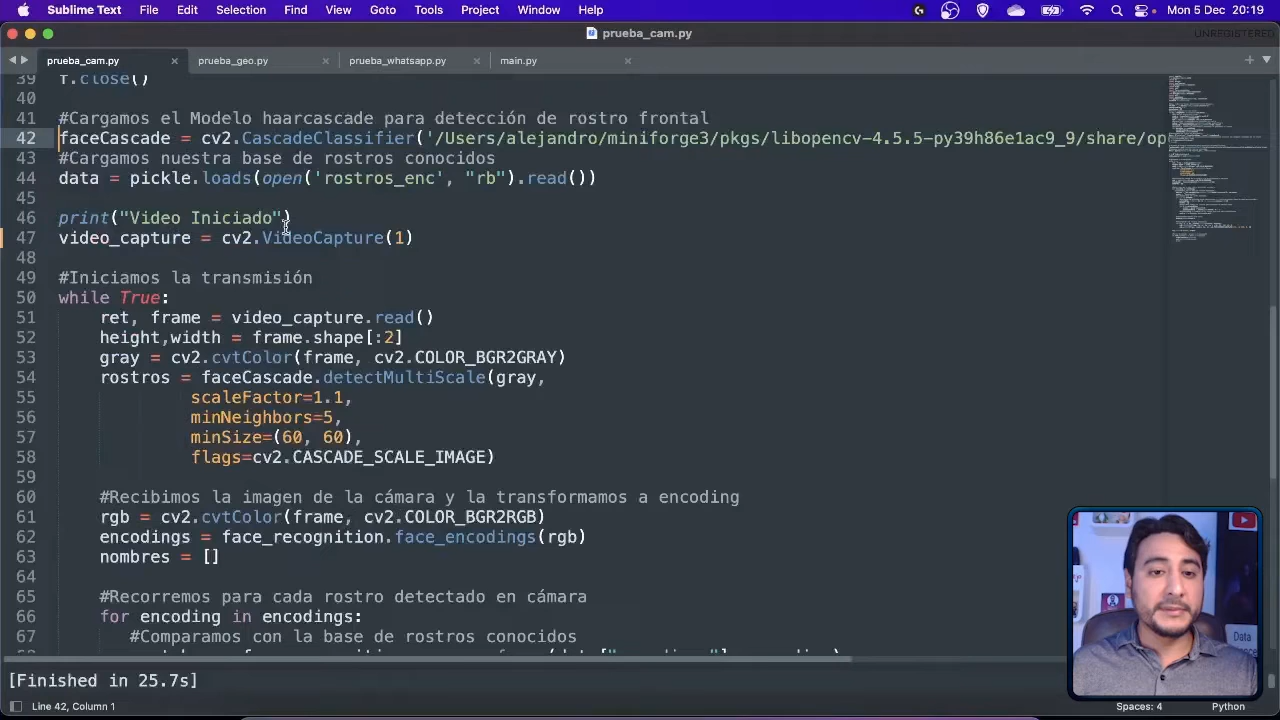 Sublime Text File Edit Selection Find View Goto Tools Project Window Help Mon 5 Dec 20:19
prueba_cam.py UNREGISTERED
prueba_cam.py prueba_geo.py prueba_whatsapp.py main.py
39 f.close()
40
41 #Cargamos el Modelo haarcascade para detección de rostro frontal
42 faceCascade = cv2.CascadeClassifier('/Users/alejandro/miniforge3/pkgs/libopencv-4.5.5-py39h86e1ac9_9/share/op
43 #Cargamos nuestra base de rostros conocidos
44 data = pickle.loads(open('rostros_enc', "rb").read())
45
46 print("Video Iniciado")
47 video_capture = cv2.VideoCapture(1)
48
49 #Iniciamos la transmisión
50 while True:
51 ret, frame = video_capture.read()
52 height,width = frame.shape[:2]
53 gray = cv2.cvtColor(frame, cv2.COLOR_BGR2GRAY)
54 rostros = faceCascade.detectMultiScale(gray,
55 scaleFactor=1.1,
56 minNeighbors=5,
57 minSize=(60, 60),
58 flags=cv2.CASCADE_SCALE_IMAGE)
59
60 #Recibimos la imagen de la cámara y la transformamos a encoding
61 rgb = cv2.cvtColor(frame, cv2.COLOR_BGR2RGB)
62 encodings = face_recognition.face_encodings(rgb)
63 nombres = []
64
65 #Recorremos para cada rostro detectado en cámara
66 for encoding in encodings:
67 #Comparamos con la base de rostros conocidos
[Finished in 25.7s]
Data
Line 42, Column 1 Spaces: 4 Python